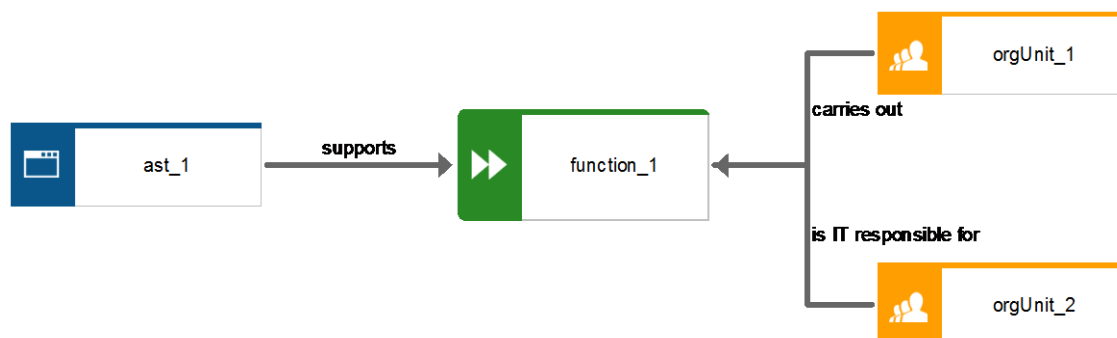 orgUnit_1
carries out
supports
ast_1
function_1
is IT responsible for
orgUnit_2